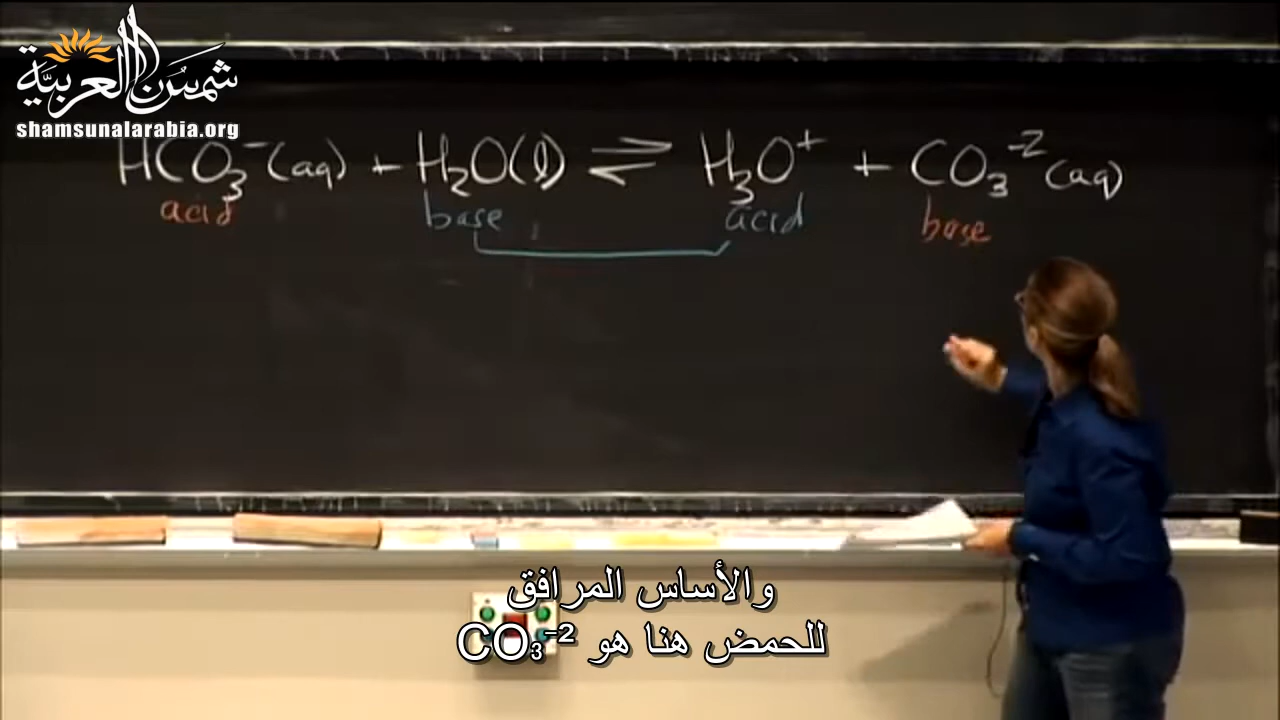 شمسُ العربيّة
shamsunalarabia.org
HCO₃⁻(aq) + H₂O(l) ⇌ H₃O⁺ + CO₃⁻²(aq)
acid base acid base
والأساس المرافق
للحمض هنا هو CO₃⁻²